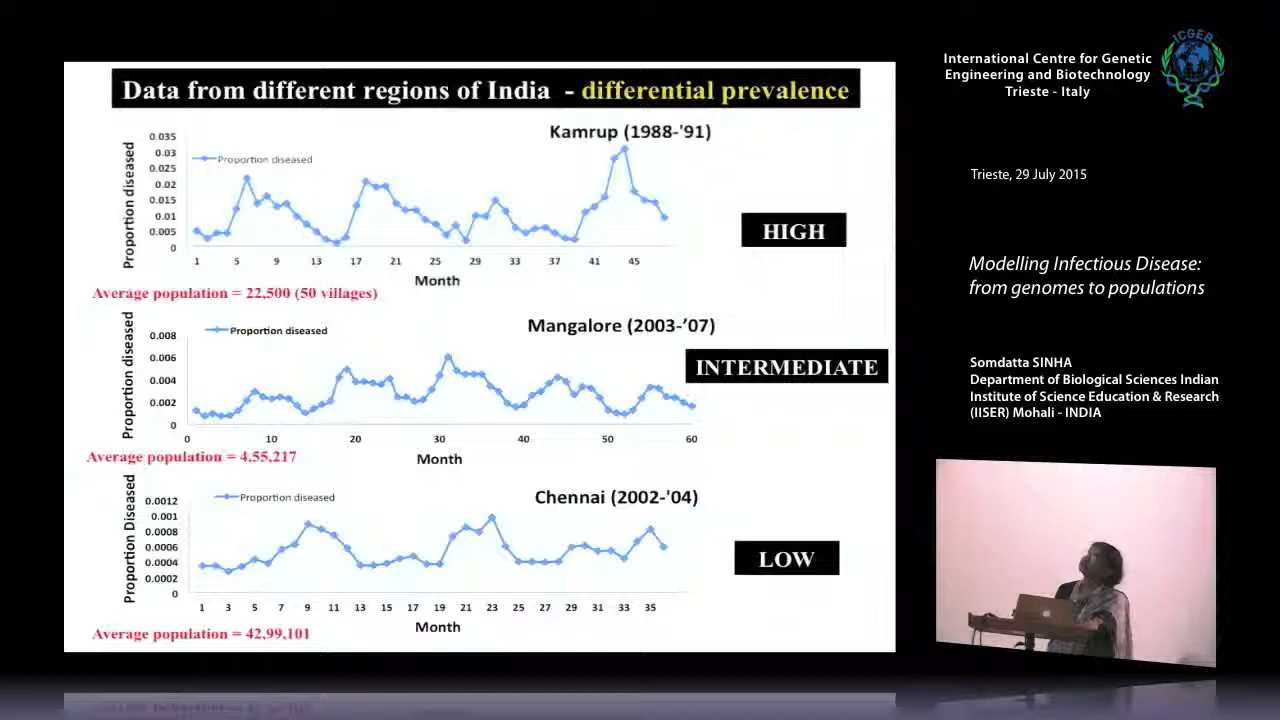 Data from different regions of India - differential prevalence
Kamrup (1988-'91)
Proportion diseased
Proportion diseased
0.035
0.03
0.025
0.02
0.015
0.01
0.005
0
1 5 9 13 17 21 25 29 33 37 41 45
Month
HIGH
Average population = 22,500 (50 villages)
Mangalore (2003-'07)
Proportion diseased
Proportion diseased
0.008
0.006
0.004
0.002
0
0 10 20 30 40 50 60
Month
INTERMEDIATE
Average population = 4,55,217
Chennai (2002-'04)
Proportion Diseased
Proportion diseased
0.0012
0.001
0.0008
0.0006
0.0004
0.0002
0
1 3 5 7 9 11 13 15 17 19 21 23 25 27 29 31 33 35
Month
LOW
Average population = 42,99,101
International Centre for Genetic
Engineering and Biotechnology
Trieste - Italy
ICGEB
Trieste, 29 July 2015
Modelling Infectious Disease:
from genomes to populations
Somdatta SINHA
Department of Biological Sciences Indian
Institute of Science Education & Research
(IISER) Mohali - INDIA